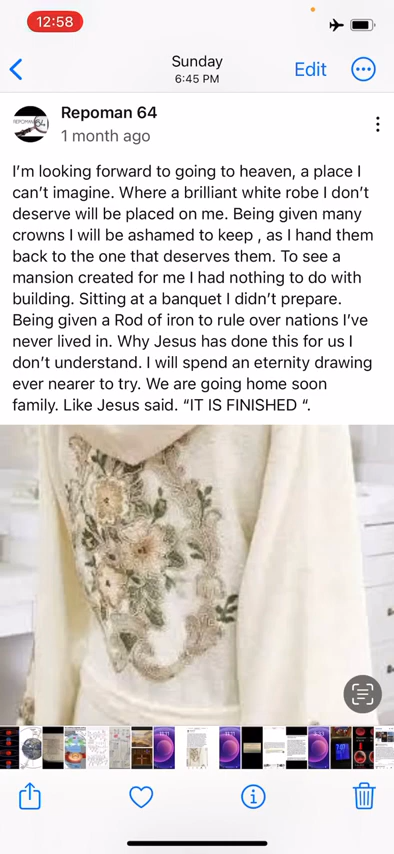 12:58
Sunday
6:45 PM
Edit
Repoman 64
1 month ago
I'm looking forward to going to heaven, a place I
can't imagine. Where a brilliant white robe I don't
deserve will be placed on me. Being given many
crowns I will be ashamed to keep , as I hand them
back to the one that deserves them. To see a
mansion created for me I had nothing to do with
building. Sitting at a banquet I didn't prepare.
Being given a Rod of iron to rule over nations I've
never lived in. Why Jesus has done this for us I
don't understand. I will spend an eternity drawing
ever nearer to try. We are going home soon
family. Like Jesus said. “IT IS FINISHED “.